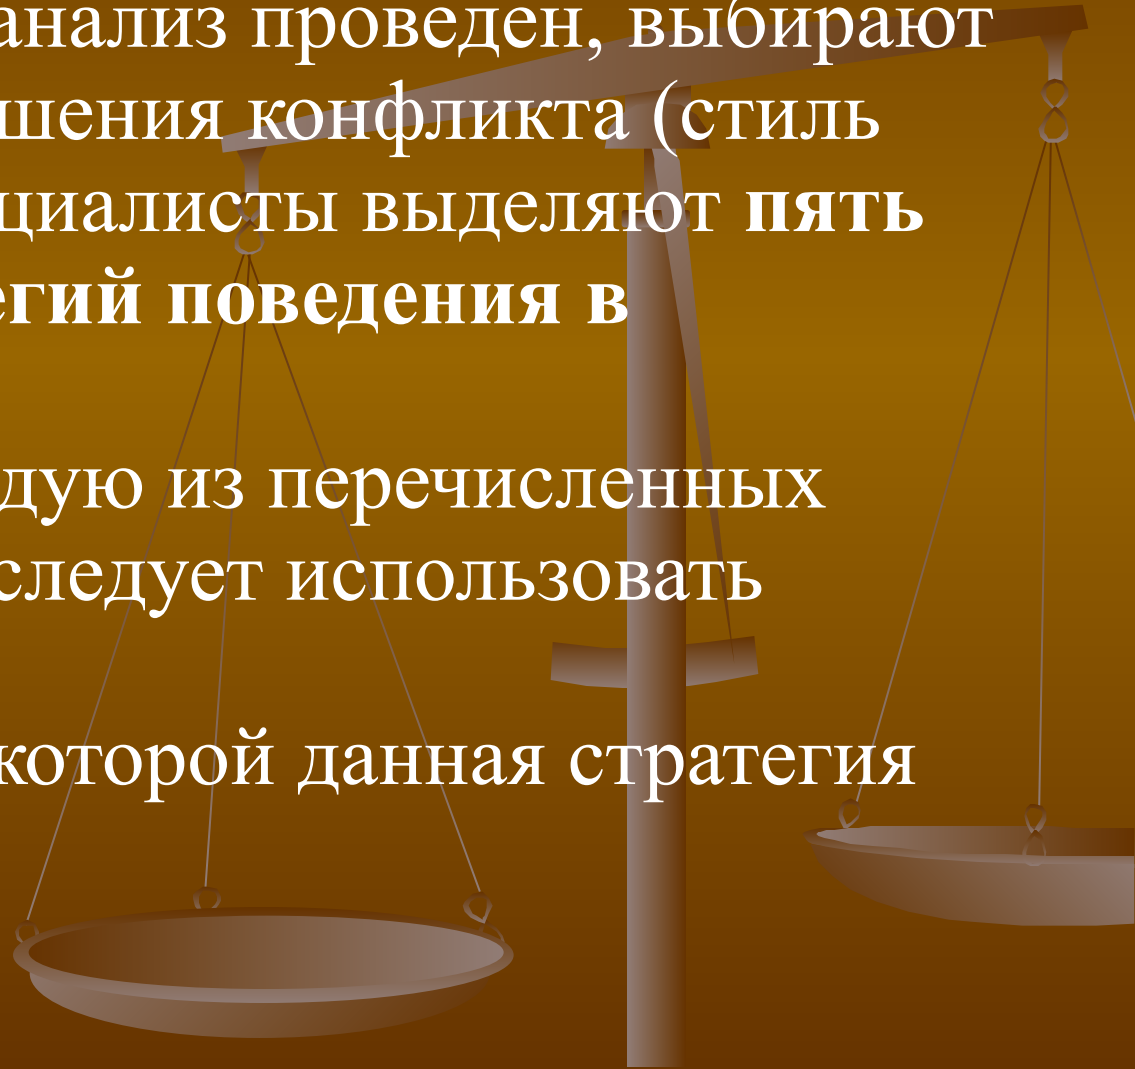 анализ проведен, выбирают
шения конфликта (стиль
циалисты выделяют пять
егий поведения в
дую из перечисленных
следует использовать
которой данная стратегия